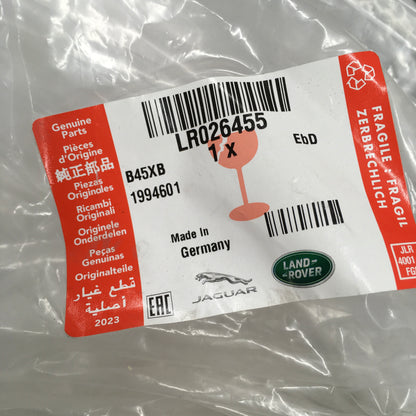 Genuine
Parts
Pièces
d'Origine
純正部品
Piezas
Originales
Ricambi
Originali
Originele
Onderdelen
Peças
Genuinas
Originalteile
قطع غيار
أصلية
2023
LR026455
1 x
EbD
B45XB
1994601
Made In
Germany
EAC
JAGUAR
LAND-
-ROVER
FRAGILE FRAGIL
ZERBRECHLICH
JLR
4001